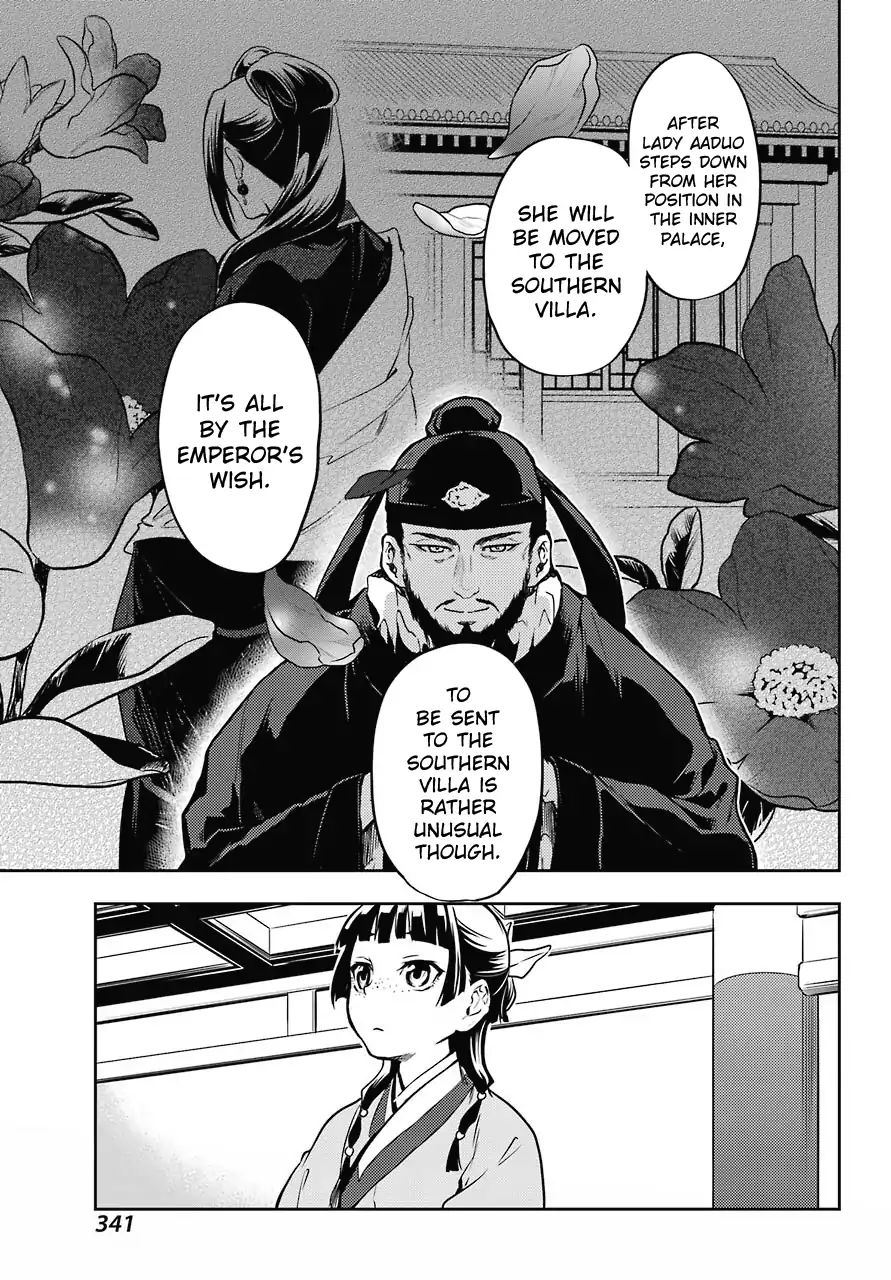 AFTER
LADY AADUO
STEPS DOWN
FROM HER
POSITION IN
THE INNER
PALACE,
SHE WILL
BE MOVED
TO THE
SOUTHERN
VILLA.
IT'S ALL
BY THE
EMPEROR'S
WISH.
TO
BE SENT
TO THE
SOUTHERN
VILLA IS
RATHER
UNUSUAL
THOUGH.
341